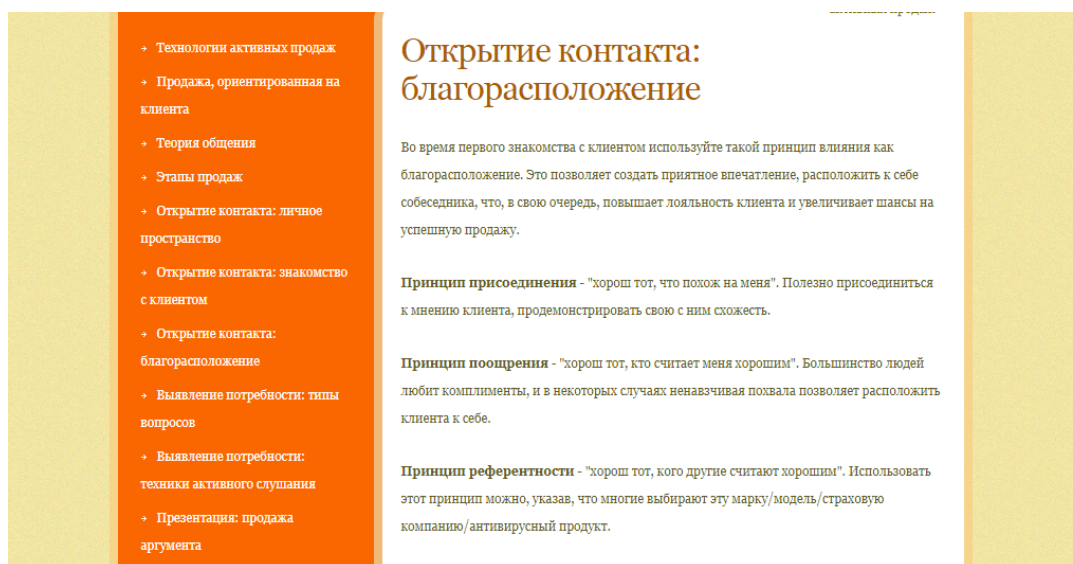 → Технологии активных продаж
→ Продажа, ориентированная на
клиента
→ Теория общения
→ Этапы продаж
→ Открытие контакта: личное
пространство
→ Открытие контакта: знакомство
с клиентом
→ Открытие контакта:
благорасположение
→ Выявление потребности: типы
вопросов
→ Выявление потребности:
техники активного слушания
→ Презентация: продажа
аргумента
Открытие контакта:
благорасположение
Во время первого знакомства с клиентом используйте такой принцип влияния как
благорасположение. Это позволяет создать приятное впечатление, расположить к себе
собеседника, что, в свою очередь, повышает лояльность клиента и увеличивает шансы на
успешную продажу.
Принцип присоединения - "хорош тот, что похож на меня". Полезно присоединиться
к мнению клиента, продемонстрировать свою с ним схожесть.
Принцип поощрения - "хорош тот, кто считает меня хорошим". Большинство людей
любит комплименты, и в некоторых случаях ненавзчивая похвала позволяет расположить
клиента к себе.
Принцип референтности - "хорош тот, кого другие считают хорошим". Использовать
этот принцип можно, указав, что многие выбирают эту марку/модель/страховую
компанию/антивирусный продукт.